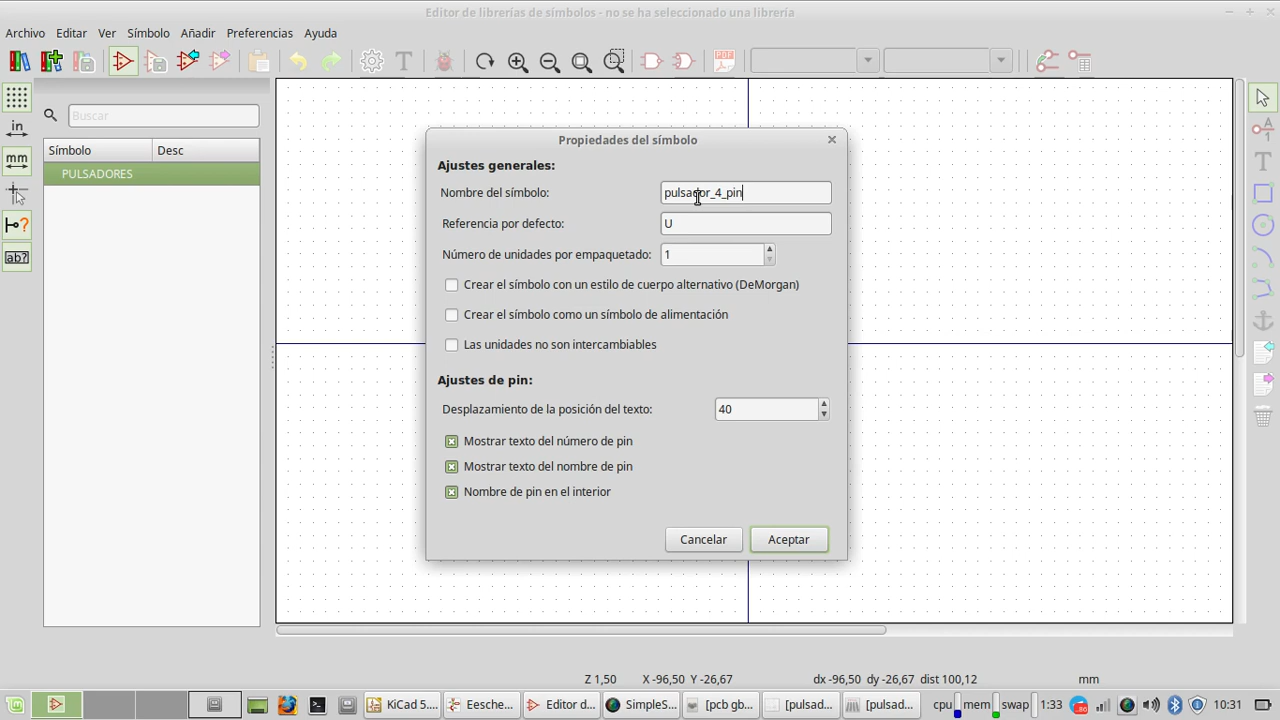 Editor de librerías de símbolos - no se ha seleccionado una librería
Archivo Editar Ver Símbolo Añadir Preferencias Ayuda
T PDF
Buscar
Símbolo Desc
PULSADORES
in
mm
ab?
Propiedades del símbolo
Ajustes generales:
Nombre del símbolo: pulsador_4_pin
Referencia por defecto: U
Número de unidades por empaquetado: 1
Crear el símbolo con un estilo de cuerpo alternativo (DeMorgan)
Crear el símbolo como un símbolo de alimentación
Las unidades no son intercambiables
Ajustes de pin:
Desplazamiento de la posición del texto: 40
Mostrar texto del número de pin
Mostrar texto del nombre de pin
Nombre de pin en el interior
Cancelar Aceptar
A
T
Z 1,50 X -96,50 Y -26,67 dx -96,50 dy -26,67 dist 100,12 mm
KiCad 5.... Eesche... Editor d... SimpleS... [pcb gb... [pulsad... [pulsad... cpu mem swap 1:33 10:31